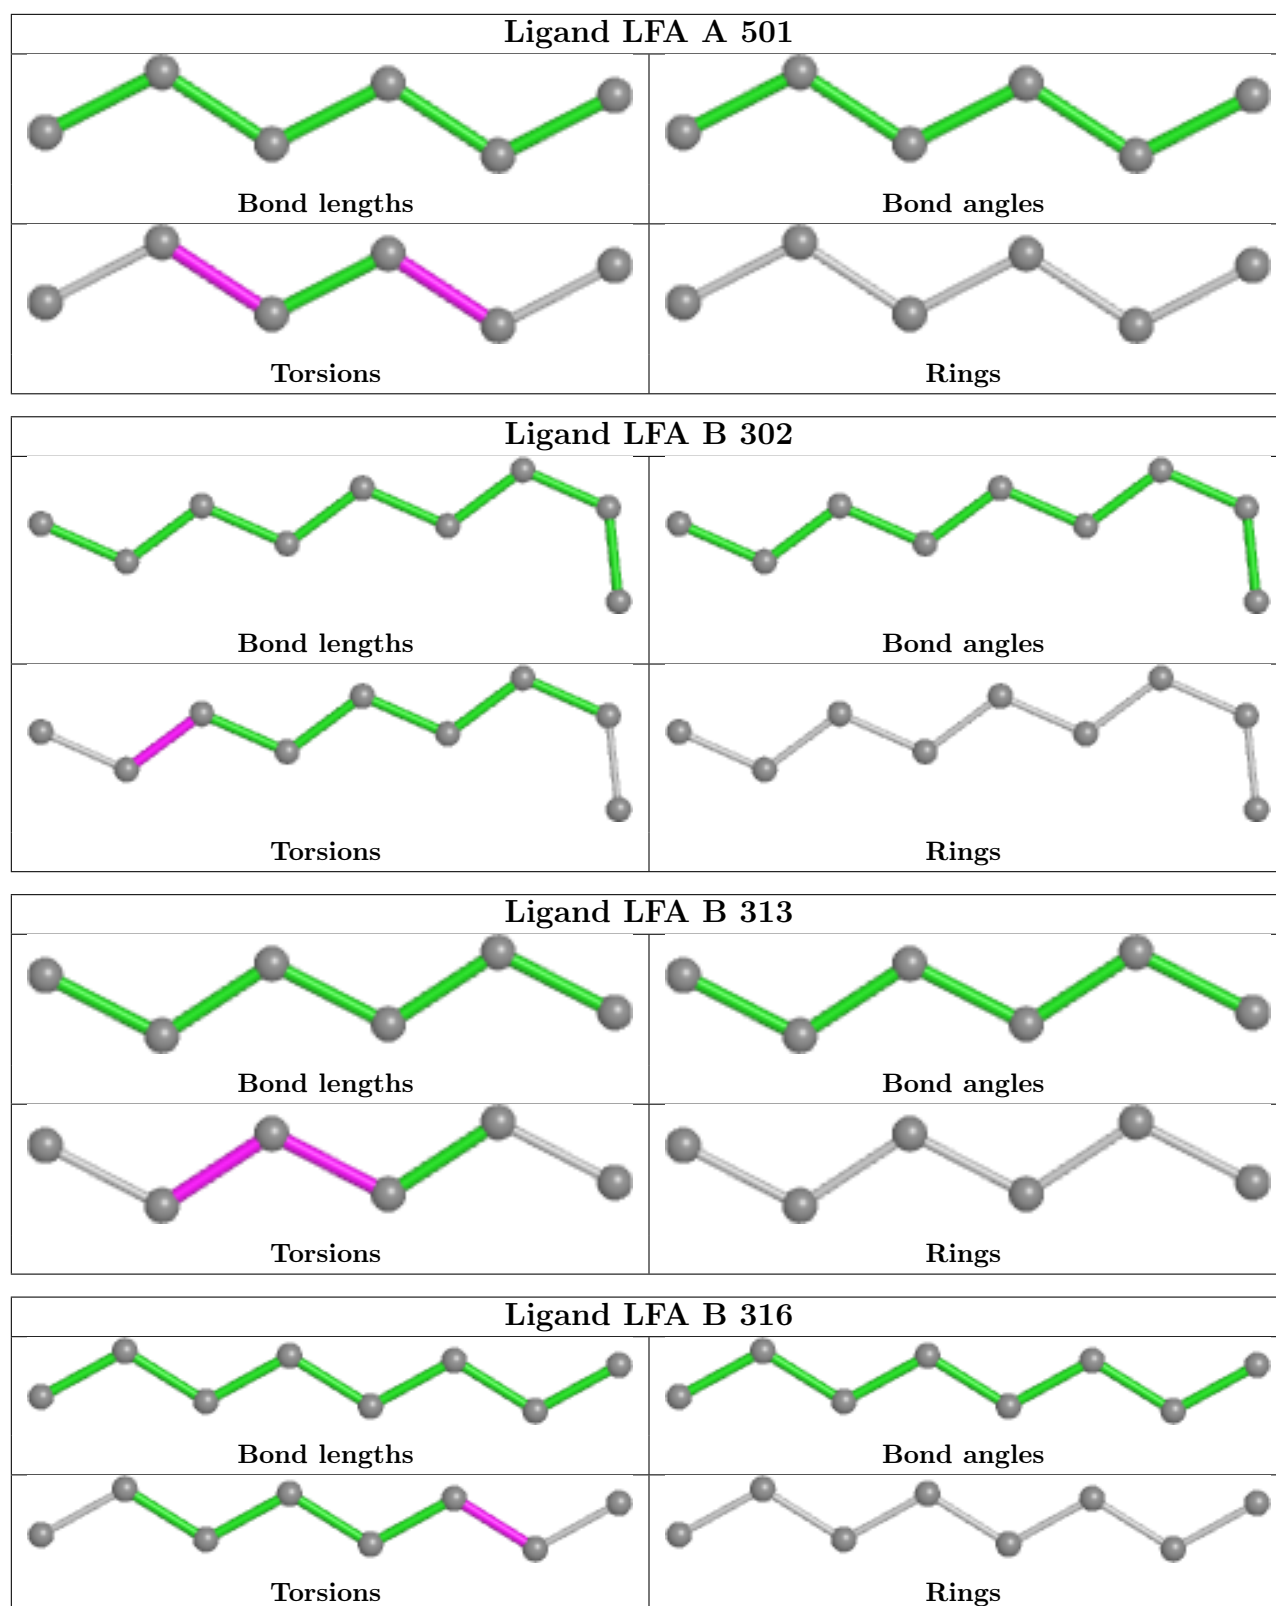 Ligand LFA A 501
Bond lengths
Bond angles
Torsions
Rings
Ligand LFA B 302
Bond lengths
Bond angles
Torsions
Rings
Ligand LFA B 313
Bond lengths
Bond angles
Torsions
Rings
Ligand LFA B 316
Bond lengths
Bond angles
Torsions
Rings